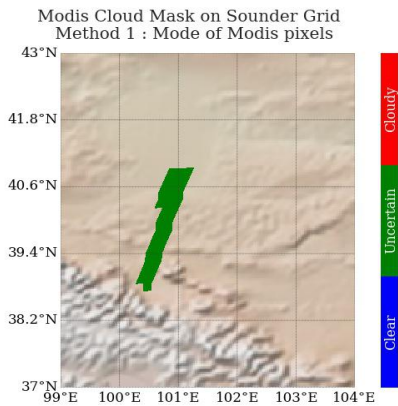 Modis Cloud Mask on Sounder Grid
Method 1 : Mode of Modis pixels
43°N
41.8°N
40.6°N
39.4°N
38.2°N
37°N
99°E 100°E 101°E 102°E 103°E 104°E
Cloudy
Uncertain
Clear